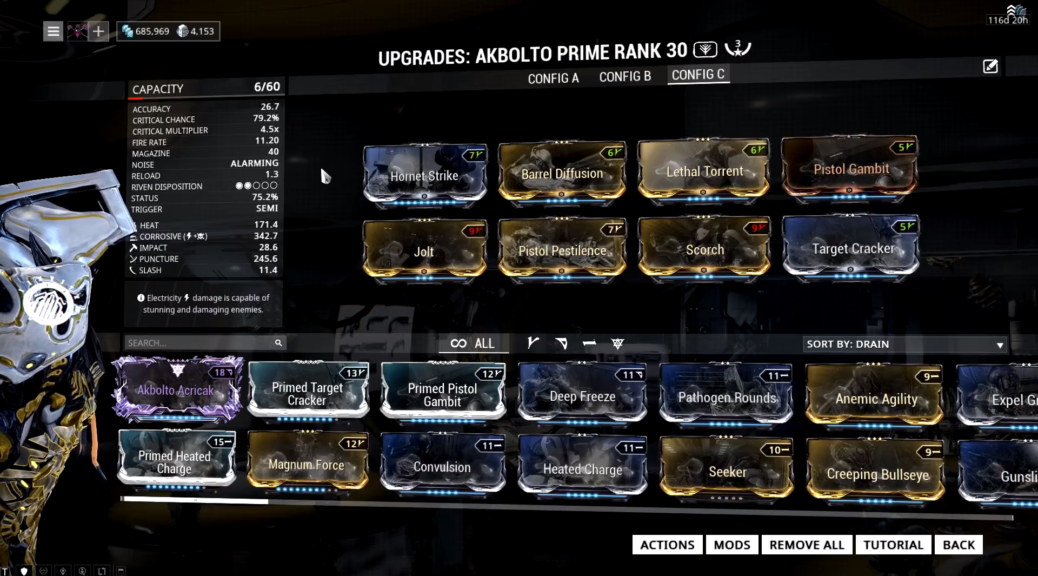 685,969 4,153
116d 20h
UPGRADES: AKBOLTO PRIME RANK 30 3
CONFIG A CONFIG B CONFIG C
CAPACITY 6/60
ACCURACY 26.7
CRITICAL CHANCE 79.2%
CRITICAL MULTIPLIER 4.5x
FIRE RATE 11.20
MAGAZINE 40
NOISE ALARMING
RELOAD 1.3
RIVEN DISPOSITION
STATUS 75.2%
TRIGGER SEMI
HEAT 171.4
CORROSIVE ( + ) 342.7
IMPACT 28.6
PUNCTURE 245.6
SLASH 11.4
Electricity damage is capable of
stunning and damaging enemies.
7 6 6 5
Hornet Strike Barrel Diffusion Lethal Torrent Pistol Gambit
9 7 9 5
Jolt Pistol Pestilence Scorch Target Cracker
SEARCH... ALL SORT BY: DRAIN
18 13 12 11 11 9
Akbolto Acricak Primed Target Cracker Primed Pistol Gambit Deep Freeze Pathogen Rounds Anemic Agility Expel Gr
15 12 11 11 10 9
Primed Heated Charge Magnum Force Convulsion Heated Charge Seeker Creeping Bullseye Gunsli
ACTIONS MODS REMOVE ALL TUTORIAL BACK